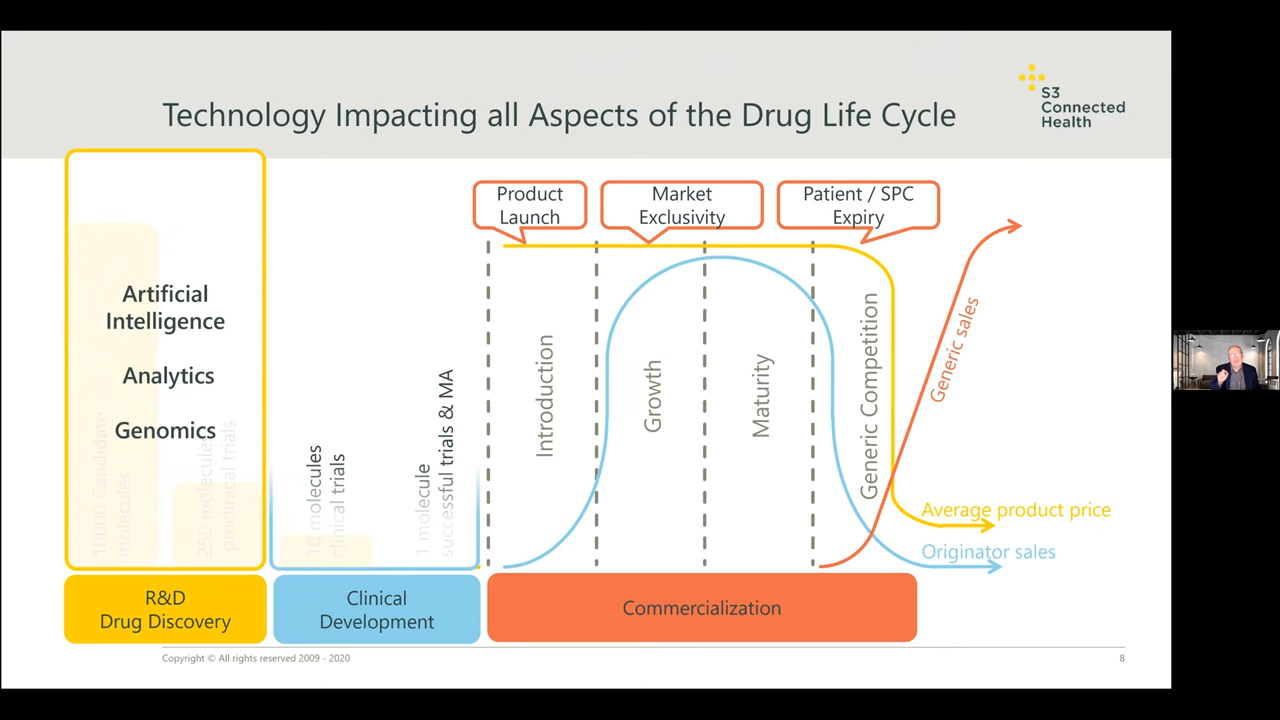 Technology Impacting all Aspects of the Drug Life Cycle
S3
Connected
Health
Product
Launch
Market
Exclusivity
Patient / SPC
Expiry
Artificial
Intelligence
Analytics
Genomics
10000 Candidate
molecules
250 molecules
preclinical trials
10 molecules
clinical trials
1 molecule
successful trials & MA
Introduction
Growth
Maturity
Generic Competition
Generic sales
Average product price
Originator sales
R&D
Drug Discovery
Clinical
Development
Commercialization
Copyright © All rights reserved 2009 - 2020
8